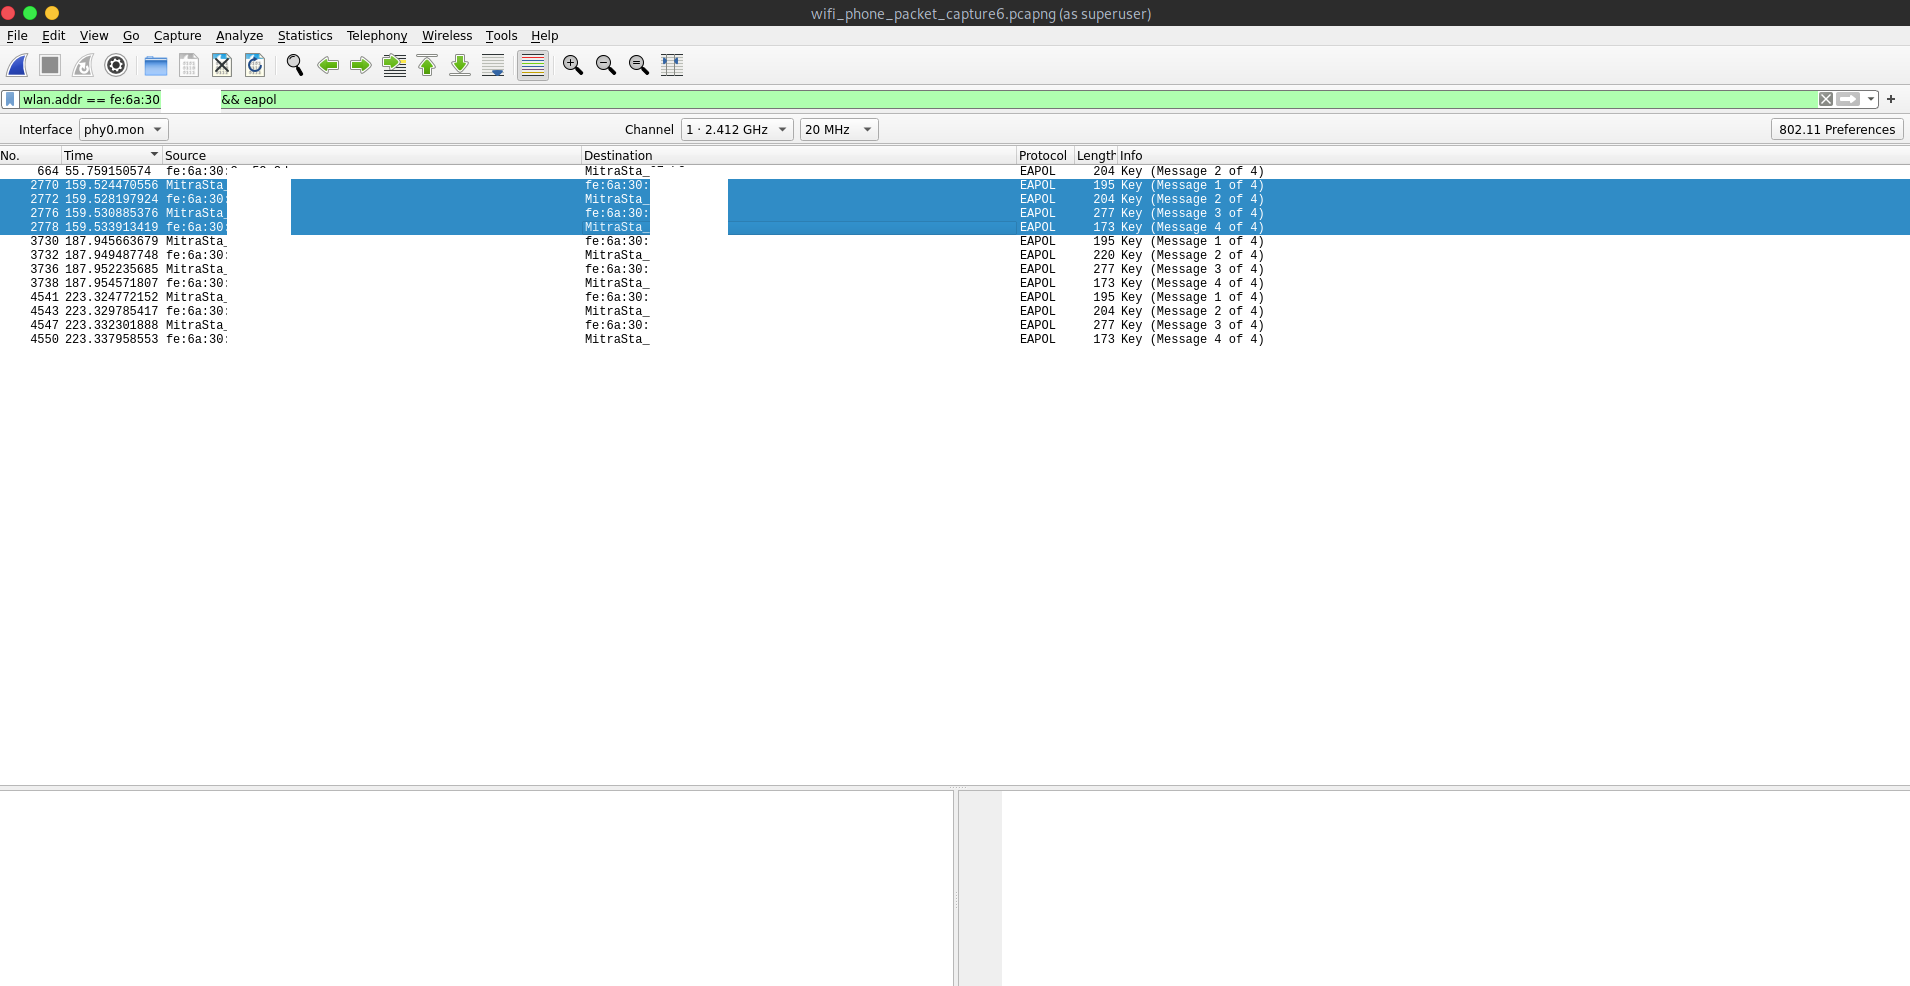 wifi_phone_packet_capture6.pcapng (as superuser)
File Edit View Go Capture Analyze Statistics Telephony Wireless Tools Help
wlan.addr == fe:6a:30 && eapol
Interface phy0.mon Channel 1 · 2.412 GHz 20 MHz 802.11 Preferences
No. Time Source Destination Protocol Length Info
664 55.759150574 fe:6a:30: MitraSta_ EAPOL 204 Key (Message 2 of 4)
2770 159.524470556 MitraSta_ fe:6a:30: EAPOL 195 Key (Message 1 of 4)
2772 159.528197924 fe:6a:30: MitraSta_ EAPOL 204 Key (Message 2 of 4)
2776 159.530885376 MitraSta_ fe:6a:30: EAPOL 277 Key (Message 3 of 4)
2778 159.533913419 fe:6a:30: MitraSta_ EAPOL 173 Key (Message 4 of 4)
3730 187.945663679 MitraSta_ fe:6a:30: EAPOL 195 Key (Message 1 of 4)
3732 187.949487748 fe:6a:30: MitraSta_ EAPOL 220 Key (Message 2 of 4)
3736 187.952235685 MitraSta_ fe:6a:30: EAPOL 277 Key (Message 3 of 4)
3738 187.954571807 fe:6a:30: MitraSta_ EAPOL 173 Key (Message 4 of 4)
4541 223.324772152 MitraSta_ fe:6a:30: EAPOL 195 Key (Message 1 of 4)
4543 223.329785417 fe:6a:30: MitraSta_ EAPOL 204 Key (Message 2 of 4)
4547 223.332301888 MitraSta_ fe:6a:30: EAPOL 277 Key (Message 3 of 4)
4550 223.337958553 fe:6a:30: MitraSta_ EAPOL 173 Key (Message 4 of 4)